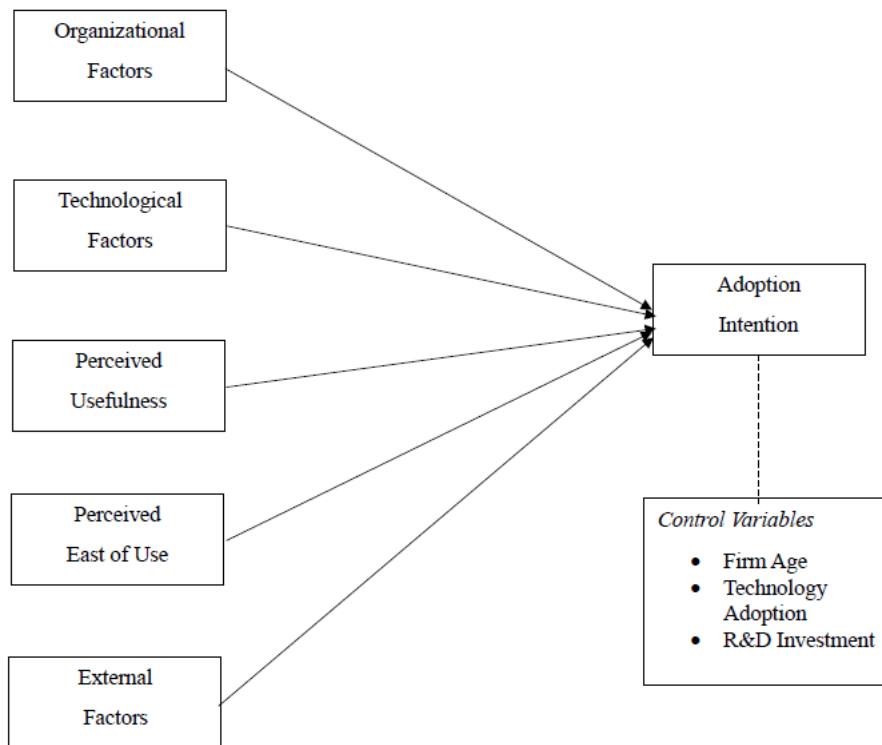 Organizational
Factors
Technological
Factors
Perceived
Usefulness
Perceived
East of Use
External
Factors
Adoption
Intention
Control Variables
• Firm Age
• Technology
Adoption
• R&D Investment